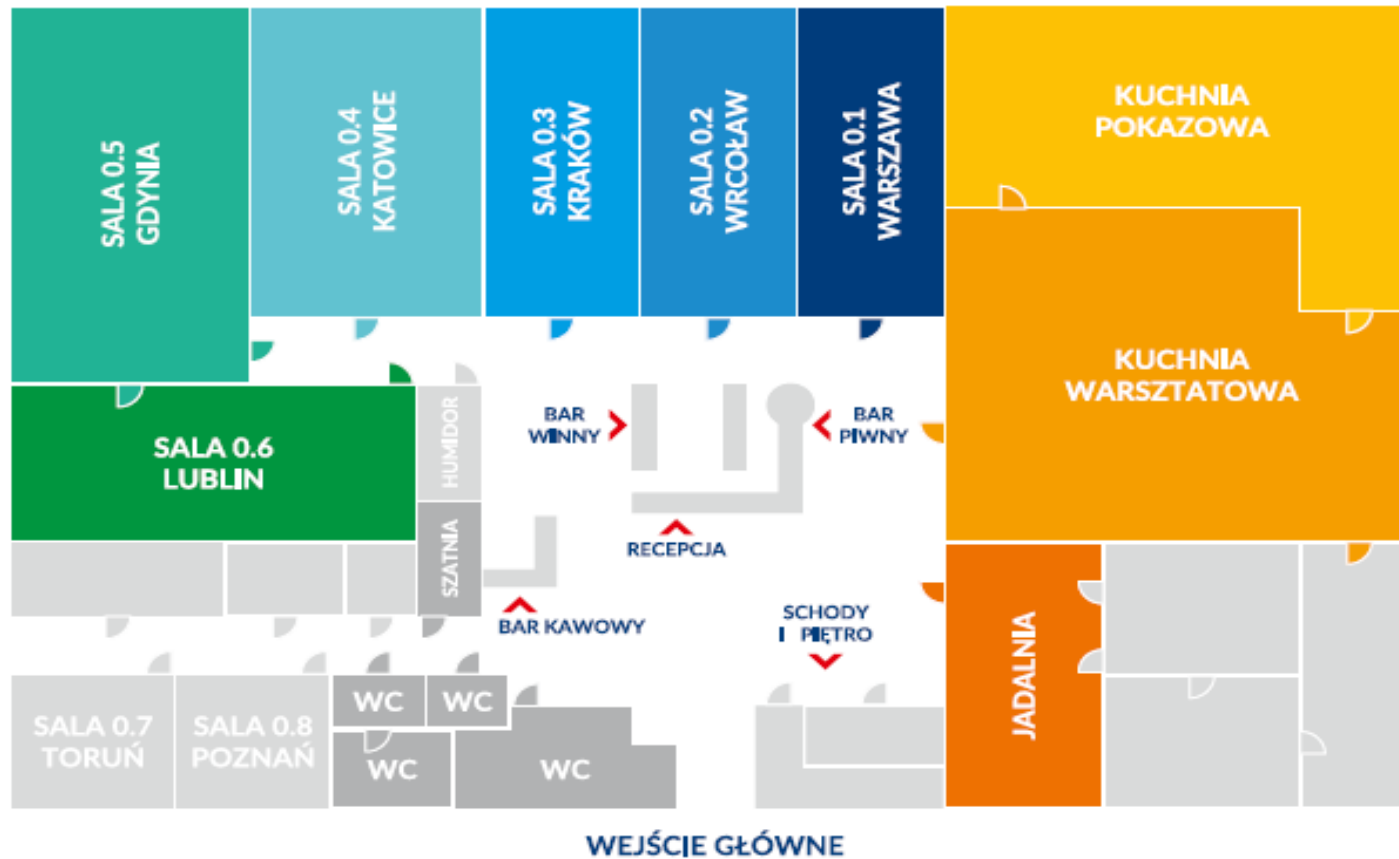 SALA 0.5
GDYNIA
SALA 0.4
KATOWICE
SALA 0.3
KRAKÓW
SALA 0.2
WRCOŁAW
SALA 0.1
WARSZAWA
KUCHNIA
POKAZOWA
KUCHNIA
WARSZTATOWA
SALA 0.6
LUBLIN
HUMIDOR
BAR
WINNY
BAR
PIWNY
SZATNIA
RECEPCJA
BAR KAWOWY
SCHODY
I PIĘTRO
JADALNIA
SALA 0.7
TORUŃ
SALA 0.8
POZNAŃ
WC
WC
WC
WC
WEJŚCIE GŁÓWNE